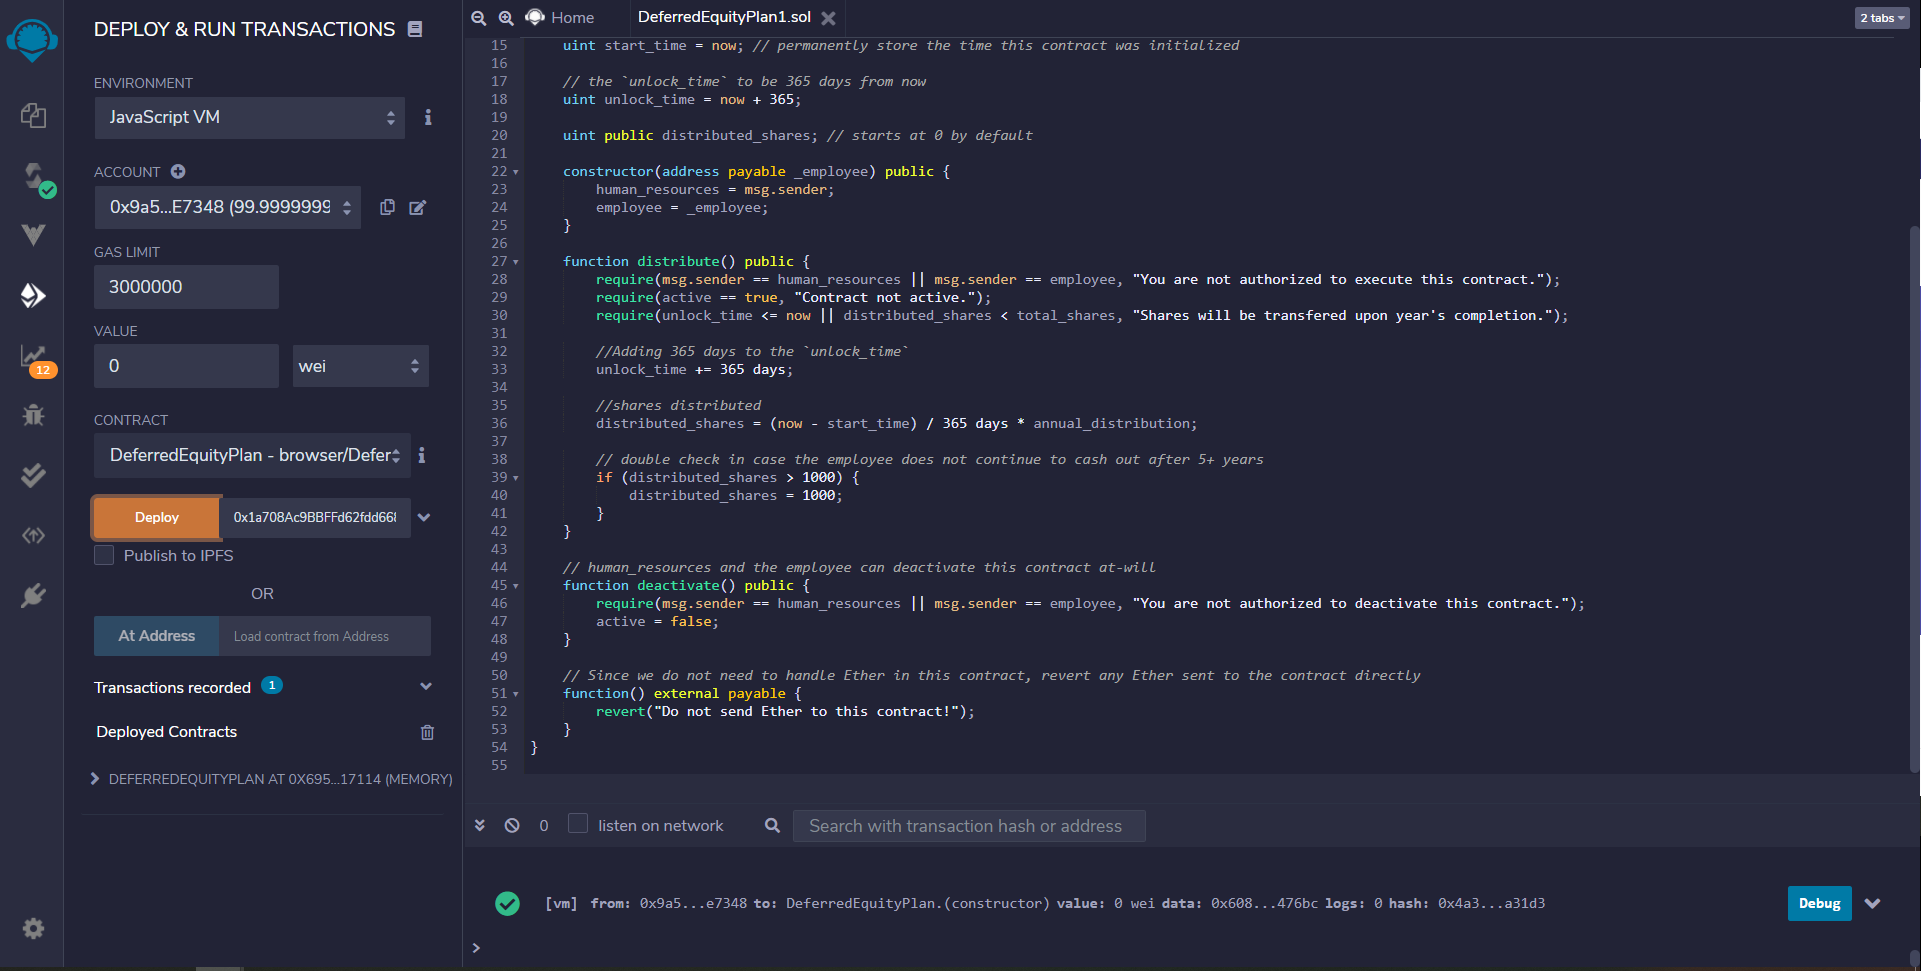 DEPLOY & RUN TRANSACTIONS
ENVIRONMENT
JavaScript VM
ACCOUNT
0x9a5...E7348 (99.9999999
GAS LIMIT
3000000
VALUE
0
wei
CONTRACT
DeferredEquityPlan - browser/Defer
Deploy
0x1a708Ac9BBFFd62fdd66
Publish to IPFS
OR
At Address
Load contract from Address
Transactions recorded 1
Deployed Contracts
DEFERREDEQUITYPLAN AT 0X695...17114 (MEMORY)
12
Home
DeferredEquityPlan1.sol
2 tabs
15 uint start_time = now; // permanently store the time this contract was initialized
16
17 // the `unlock_time` to be 365 days from now
18 uint unlock_time = now + 365;
19
20 uint public distributed_shares; // starts at 0 by default
21
22 constructor(address payable _employee) public {
23 human_resources = msg.sender;
24 employee = _employee;
25 }
26
27 function distribute() public {
28 require(msg.sender == human_resources || msg.sender == employee, "You are not authorized to execute this contract.");
29 require(active == true, "Contract not active.");
30 require(unlock_time <= now || distributed_shares < total_shares, "Shares will be transfered upon year's completion.");
31
32 //Adding 365 days to the `unlock_time`
33 unlock_time += 365 days;
34
35 //shares distributed
36 distributed_shares = (now - start_time) / 365 days * annual_distribution;
37
38 // double check in case the employee does not continue to cash out after 5+ years
39 if (distributed_shares > 1000) {
40 distributed_shares = 1000;
41 }
42 }
43
44 // human_resources and the employee can deactivate this contract at-will
45 function deactivate() public {
46 require(msg.sender == human_resources || msg.sender == employee, "You are not authorized to deactivate this contract.");
47 active = false;
48 }
49
50 // Since we do not need to handle Ether in this contract, revert any Ether sent to the contract directly
51 function() external payable {
52 revert("Do not send Ether to this contract!");
53 }
54 }
55
0
listen on network
Search with transaction hash or address
[vm] from: 0x9a5...e7348 to: DeferredEquityPlan.(constructor) value: 0 wei data: 0x608...476bc logs: 0 hash: 0x4a3...a31d3
Debug
>